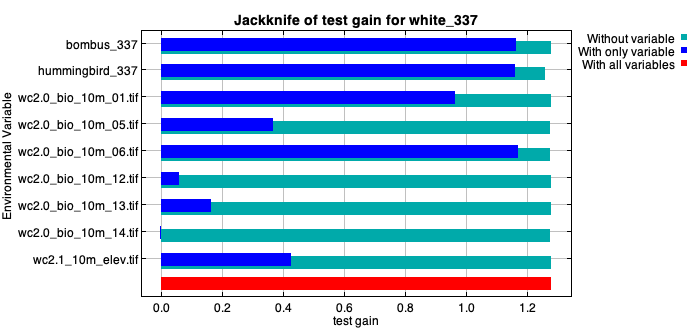 Jackknife of test gain for white_337
Without variable
With only variable
With all variables
Environmental Variable
bombus_337
hummingbird_337
wc2.0_bio_10m_01.tif
wc2.0_bio_10m_05.tif
wc2.0_bio_10m_06.tif
wc2.0_bio_10m_12.tif
wc2.0_bio_10m_13.tif
wc2.0_bio_10m_14.tif
wc2.1_10m_elev.tif
0.0 0.2 0.4 0.6 0.8 1.0 1.2
test gain